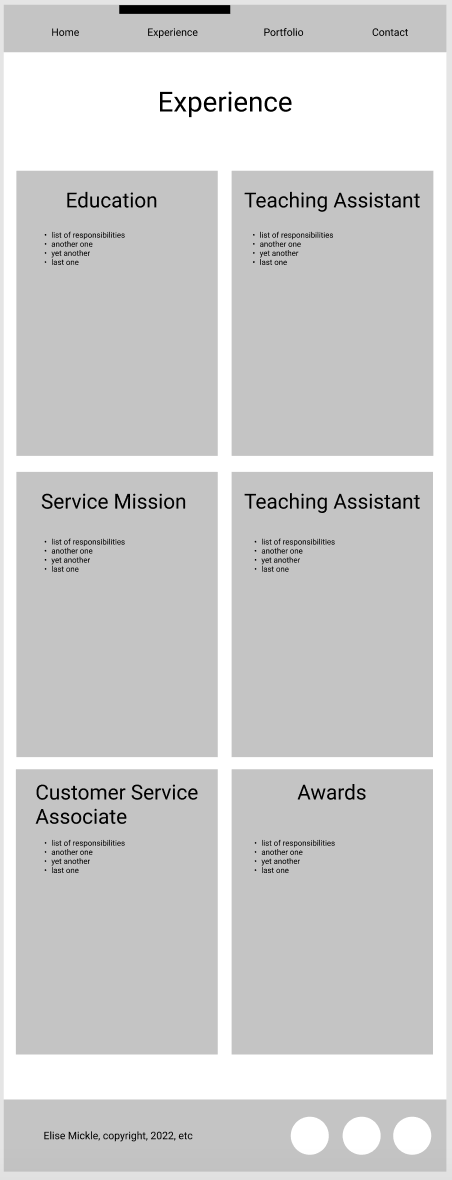 Home
Experience
Portfolio
Contact
Experience
Education
• list of responsibilities
• another one
• yet another
• last one
Teaching Assistant
• list of responsibilities
• another one
• yet another
• last one
Service Mission
• list of responsibilities
• another one
• yet another
• last one
Teaching Assistant
• list of responsibilities
• another one
• yet another
• last one
Customer Service
Associate
• list of responsibilities
• another one
• yet another
• last one
Awards
• list of responsibilities
• another one
• yet another
• last one
Elise Mickle, copyright, 2022, etc